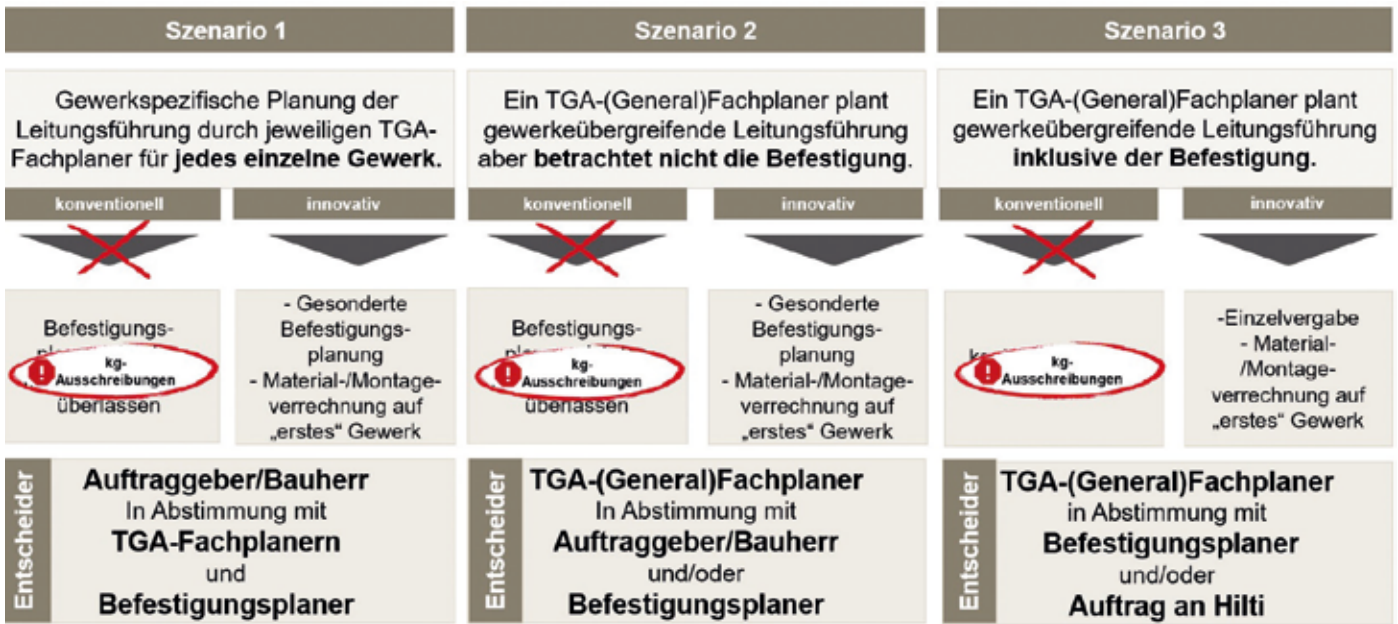 Szenario 1
Gewerkspezifische Planung der
Leitungsführung durch jeweiligen TGA-
Fachplaner für jedes einzelne Gewerk.
konventionell
innovativ
Befestigungs-
kg-
Ausschreibungen
überlassen
- Gesonderte
Befestigungs-
planung
- Material-/Montage-
verrechnung auf
„erstes“ Gewerk
Entscheider
Auftraggeber/Bauherr
In Abstimmung mit
TGA-Fachplanern
und
Befestigungsplaner
Szenario 2
Ein TGA-(General)Fachplaner plant
gewerkeübergreifende Leitungsführung
aber betrachtet nicht die Befestigung.
konventionell
innovativ
Befestigungs-
kg-
Ausschreibungen
überlassen
- Gesonderte
Befestigungs-
planung
- Material-/Montage-
verrechnung auf
„erstes“ Gewerk
Entscheider
TGA-(General)Fachplaner
In Abstimmung mit
Auftraggeber/Bauherr
und/oder
Befestigungsplaner
Szenario 3
Ein TGA-(General)Fachplaner plant
gewerkeübergreifende Leitungsführung
inklusive der Befestigung.
konventionell
innovativ
kg-
Ausschreibungen
-Einzelvergabe
- Material-
/Montage-
verrechnung auf
„erstes“ Gewerk
Entscheider
TGA-(General)Fachplaner
in Abstimmung mit
Befestigungsplaner
und/oder
Auftrag an Hilti